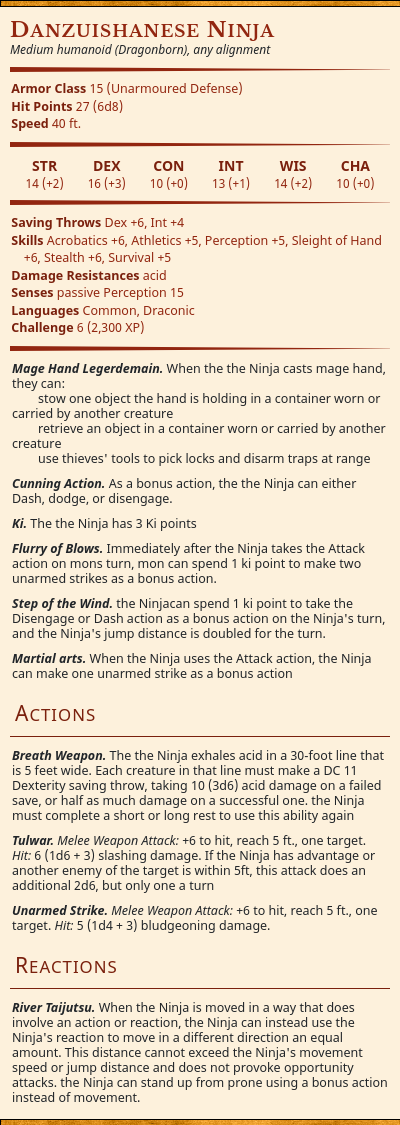 Danzuishanese Ninja
Medium humanoid (Dragonborn), any alignment
Armor Class 15 (Unarmoured Defense)
Hit Points 27 (6d8)
Speed 40 ft.
STR DEX CON INT WIS CHA
14 (+2) 16 (+3) 10 (+0) 13 (+1) 14 (+2) 10 (+0)
Saving Throws Dex +6, Int +4
Skills Acrobatics +6, Athletics +5, Perception +5, Sleight of Hand
+6, Stealth +6, Survival +5
Damage Resistances acid
Senses passive Perception 15
Languages Common, Draconic
Challenge 6 (2,300 XP)
Mage Hand Legerdemain. When the the Ninja casts mage hand,
they can:
stow one object the hand is holding in a container worn or
carried by another creature
retrieve an object in a container worn or carried by another
creature
use thieves' tools to pick locks and disarm traps at range
Cunning Action. As a bonus action, the the Ninja can either
Dash, dodge, or disengage.
Ki. The the Ninja has 3 Ki points
Flurry of Blows. Immediately after the Ninja takes the Attack
action on mons turn, mon can spend 1 ki point to make two
unarmed strikes as a bonus action.
Step of the Wind. the Ninjacan spend 1 ki point to take the
Disengage or Dash action as a bonus action on the Ninja's turn,
and the Ninja's jump distance is doubled for the turn.
Martial arts. When the Ninja uses the Attack action, the Ninja
can make one unarmed strike as a bonus action
Actions
Breath Weapon. The the Ninja exhales acid in a 30-foot line that
is 5 feet wide. Each creature in that line must make a DC 11
Dexterity saving throw, taking 10 (3d6) acid damage on a failed
save, or half as much damage on a successful one. the Ninja
must complete a short or long rest to use this ability again
Tulwar. Melee Weapon Attack: +6 to hit, reach 5 ft., one target.
Hit: 6 (1d6 + 3) slashing damage. If the Ninja has advantage or
another enemy of the target is within 5ft, this attack does an
additional 2d6, but only one a turn
Unarmed Strike. Melee Weapon Attack: +6 to hit, reach 5 ft., one
target. Hit: 5 (1d4 + 3) bludgeoning damage.
Reactions
River Taijutsu. When the Ninja is moved in a way that does
involve an action or reaction, the Ninja can instead use the
Ninja's reaction to move in a different direction an equal
amount. This distance cannot exceed the Ninja's movement
speed or jump distance and does not provoke opportunity
attacks. the Ninja can stand up from prone using a bonus action
instead of movement.